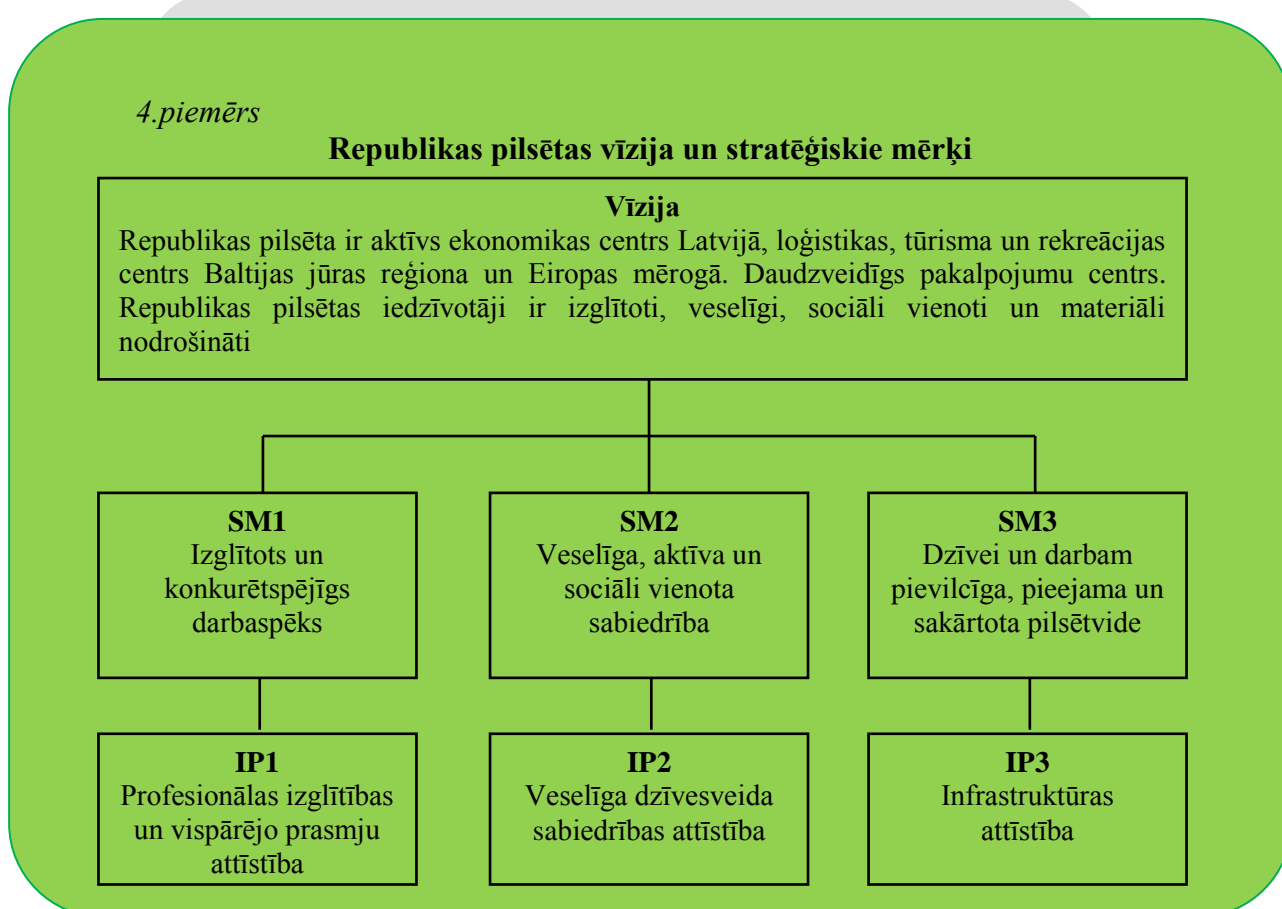 4.piemērs
Republikas pilsētas vīzija un stratēģiskie mērķi
Vīzija
Republikas pilsēta ir aktīvs ekonomikas centrs Latvijā, loģistikas, tūrisma un rekreācijas
centrs Baltijas jūras reģiona un Eiropas mērogā. Daudzveidīgs pakalpojumu centrs.
Republikas pilsētas iedzīvotāji ir izglītoti, veselīgi, sociāli vienoti un materiāli
nodrošināti
SM1
Izglītots un
konkurētspējīgs
darbaspēks
SM2
Veselīga, aktīva un
sociāli vienota
sabiedrība
SM3
Dzīvei un darbam
pievilcīga, pieejama un
sakārtota pilsētvide
IP1
Profesionālas izglītības
un vispārējo prasmju
attīstība
IP2
Veselīga dzīvesveida
sabiedrības attīstība
IP3
Infrastruktūras
attīstība